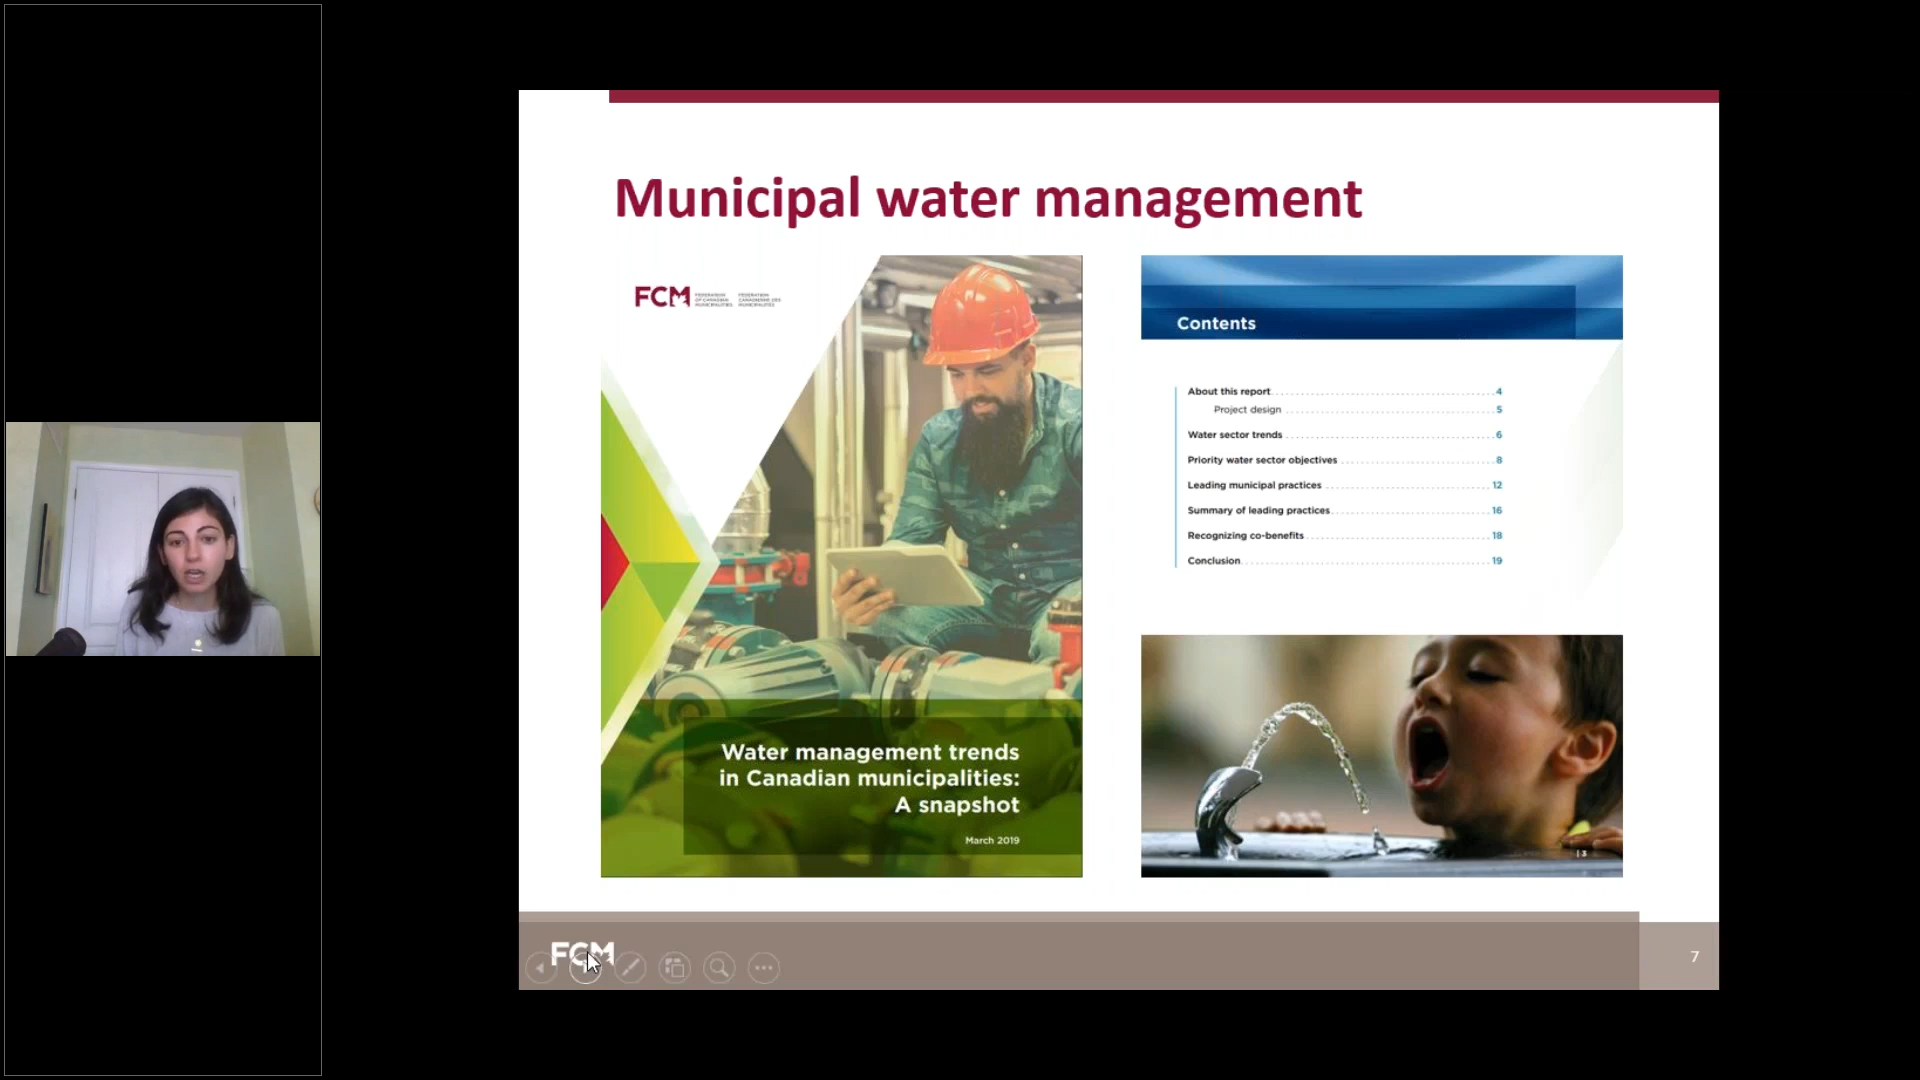 Municipal water management
FCM
FEDERATION
OF CANADIAN
MUNICIPALITIES
FÉDÉRATION
CANADIENNE DES
MUNICIPALITÉS
Water management trends
in Canadian municipalities:
A snapshot
March 2019
Contents
About this report 4
Project design 5
Water sector trends 6
Priority water sector objectives 8
Leading municipal practices 12
Summary of leading practices 16
Recognizing co-benefits 18
Conclusion 19
| 3
FCM
7